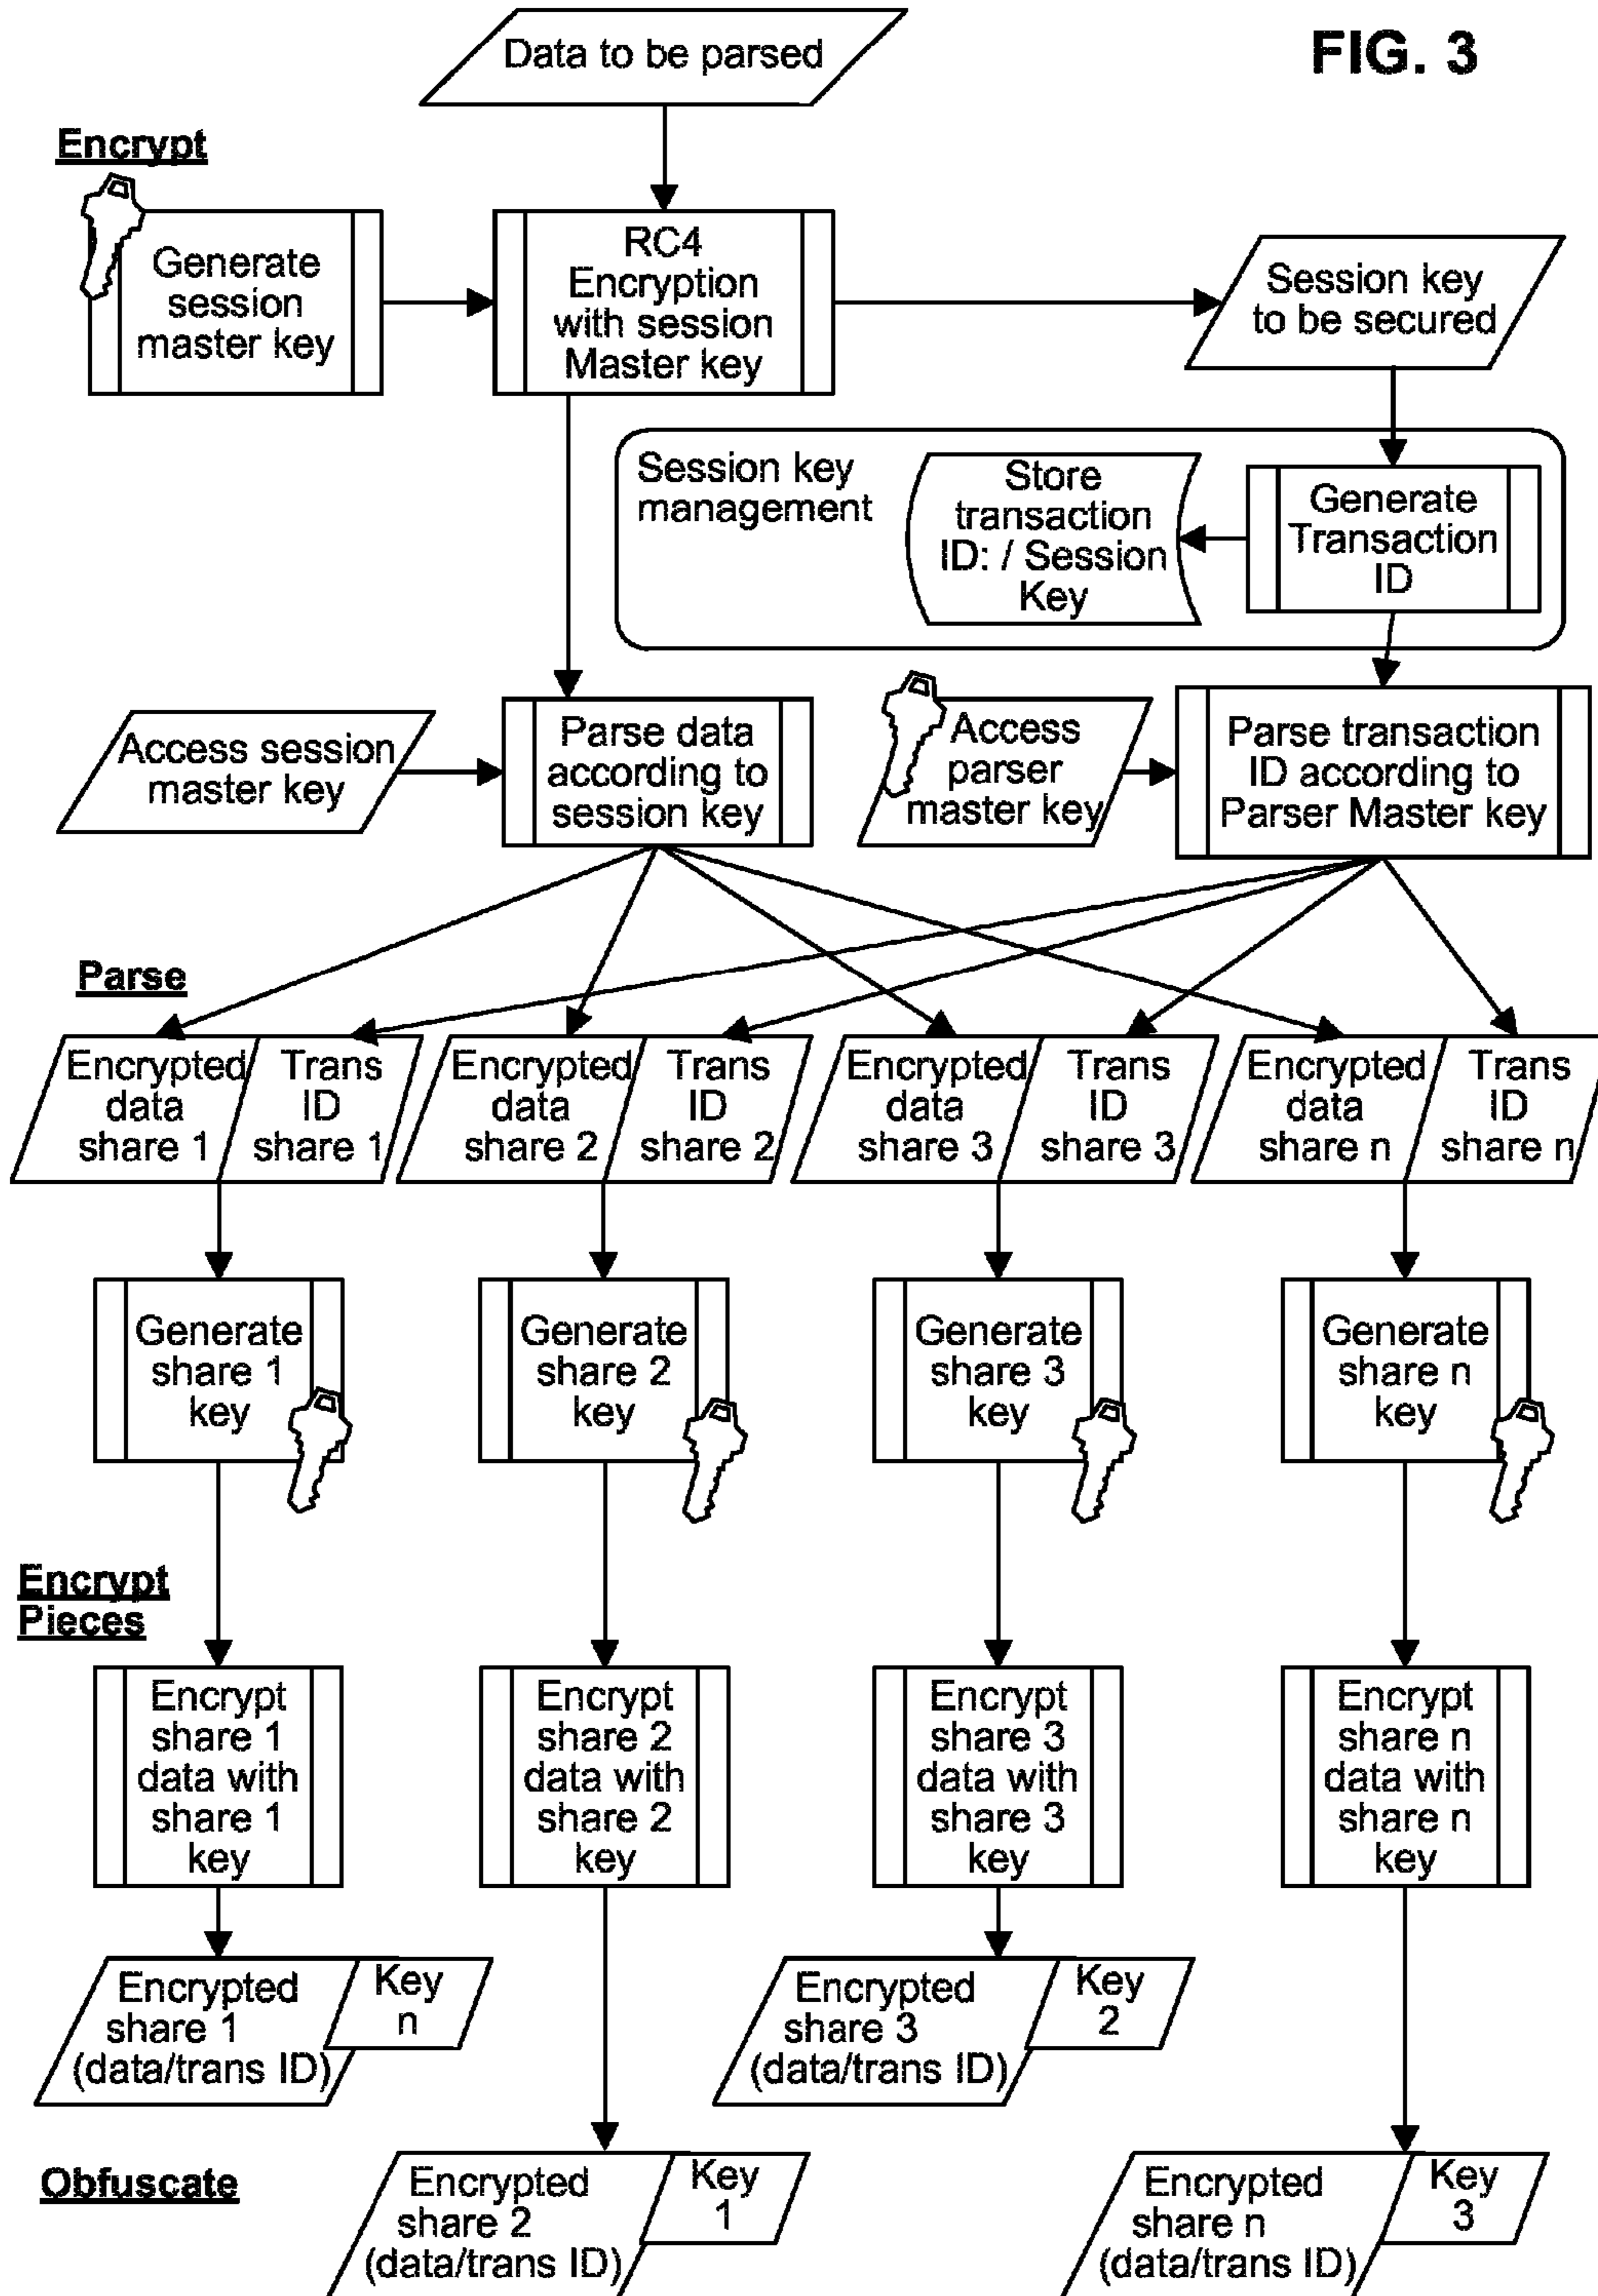 FIG. 3
Data to be parsed
Encrypt
Generate
session
master key
RC4
Encryption
with session
Master key
Session key
to be secured
Session key
management
Store
transaction
ID: / Session
Key
Generate
Transaction
ID
Access session
master key
Parse data
according to
session key
Access
parser
master key
Parse transaction
ID according to
Parser Master key
Parse
Encrypted
data
share 1
Trans
ID
share 1
Encrypted
data
share 2
Trans
ID
share 2
Encrypted
data
share 3
Trans
ID
share 3
Encrypted
data
share n
Trans
ID
share n
Generate
share 1
key
Generate
share 2
key
Generate
share 3
key
Generate
share n
key
Encrypt
Pieces
Encrypt
share 1
data with
share 1
key
Encrypt
share 2
data with
share 2
key
Encrypt
share 3
data with
share 3
key
Encrypt
share n
data with
share n
key
Encrypted
share 1
(data/trans ID)
Key
n
Encrypted
share 3
(data/trans ID)
Key
2
Obfuscate
Encrypted
share 2
(data/trans ID)
Key
1
Encrypted
share n
(data/trans ID)
Key
3